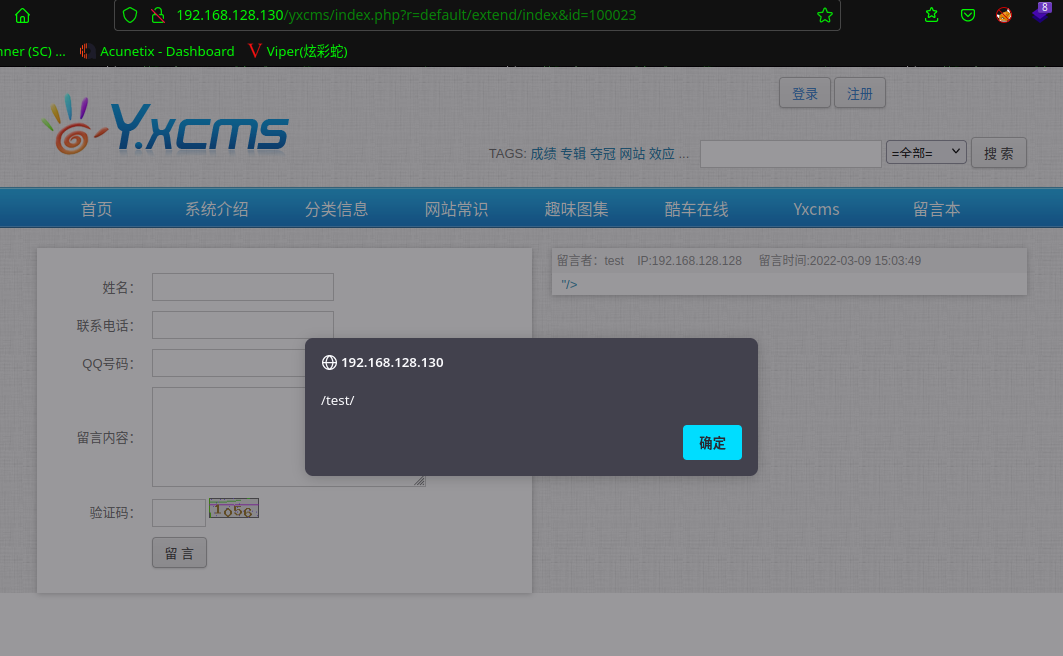 192.168.128.130/yxcms/index.php?r=default/extend/index&id=100023
8
nner (SC) ...
Acunetix - Dashboard
Viper(炫彩蛇)
登录 注册
Yxcms
TAGS: 成绩 专辑 夺冠 网站 效应 ...
=全部=
搜 索
首页 系统介绍 分类信息 网站常识 趣味图集 酷车在线 Yxcms 留言本
姓名:
联系电话:
QQ号码:
留言内容:
验证码:
1056
留 言
留言者: test IP:192.168.128.128 留言时间:2022-03-09 15:03:49
"/>
192.168.128.130
/test/
确定